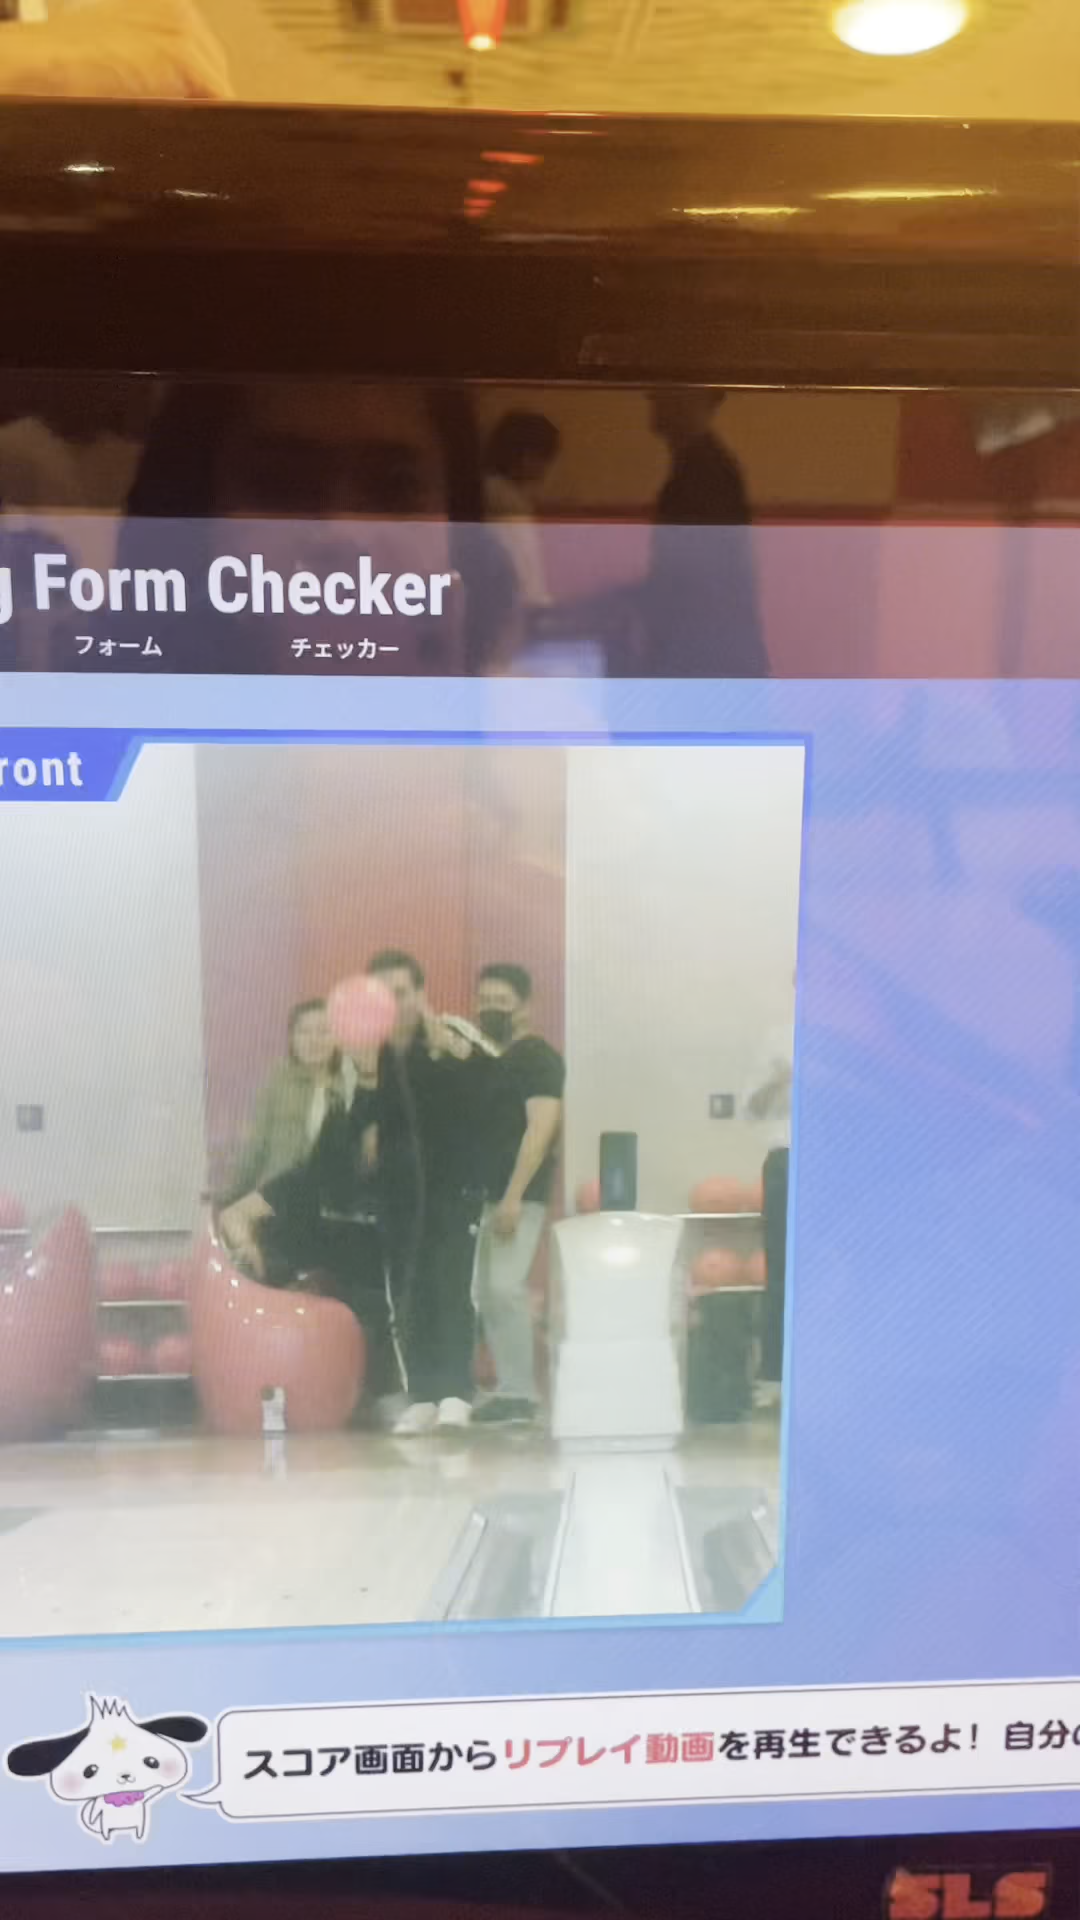 g Form Checker
フォーム チェッカー
ront
スコア画面からリプレイ動画を再生できるよ！ 自分の
SLS